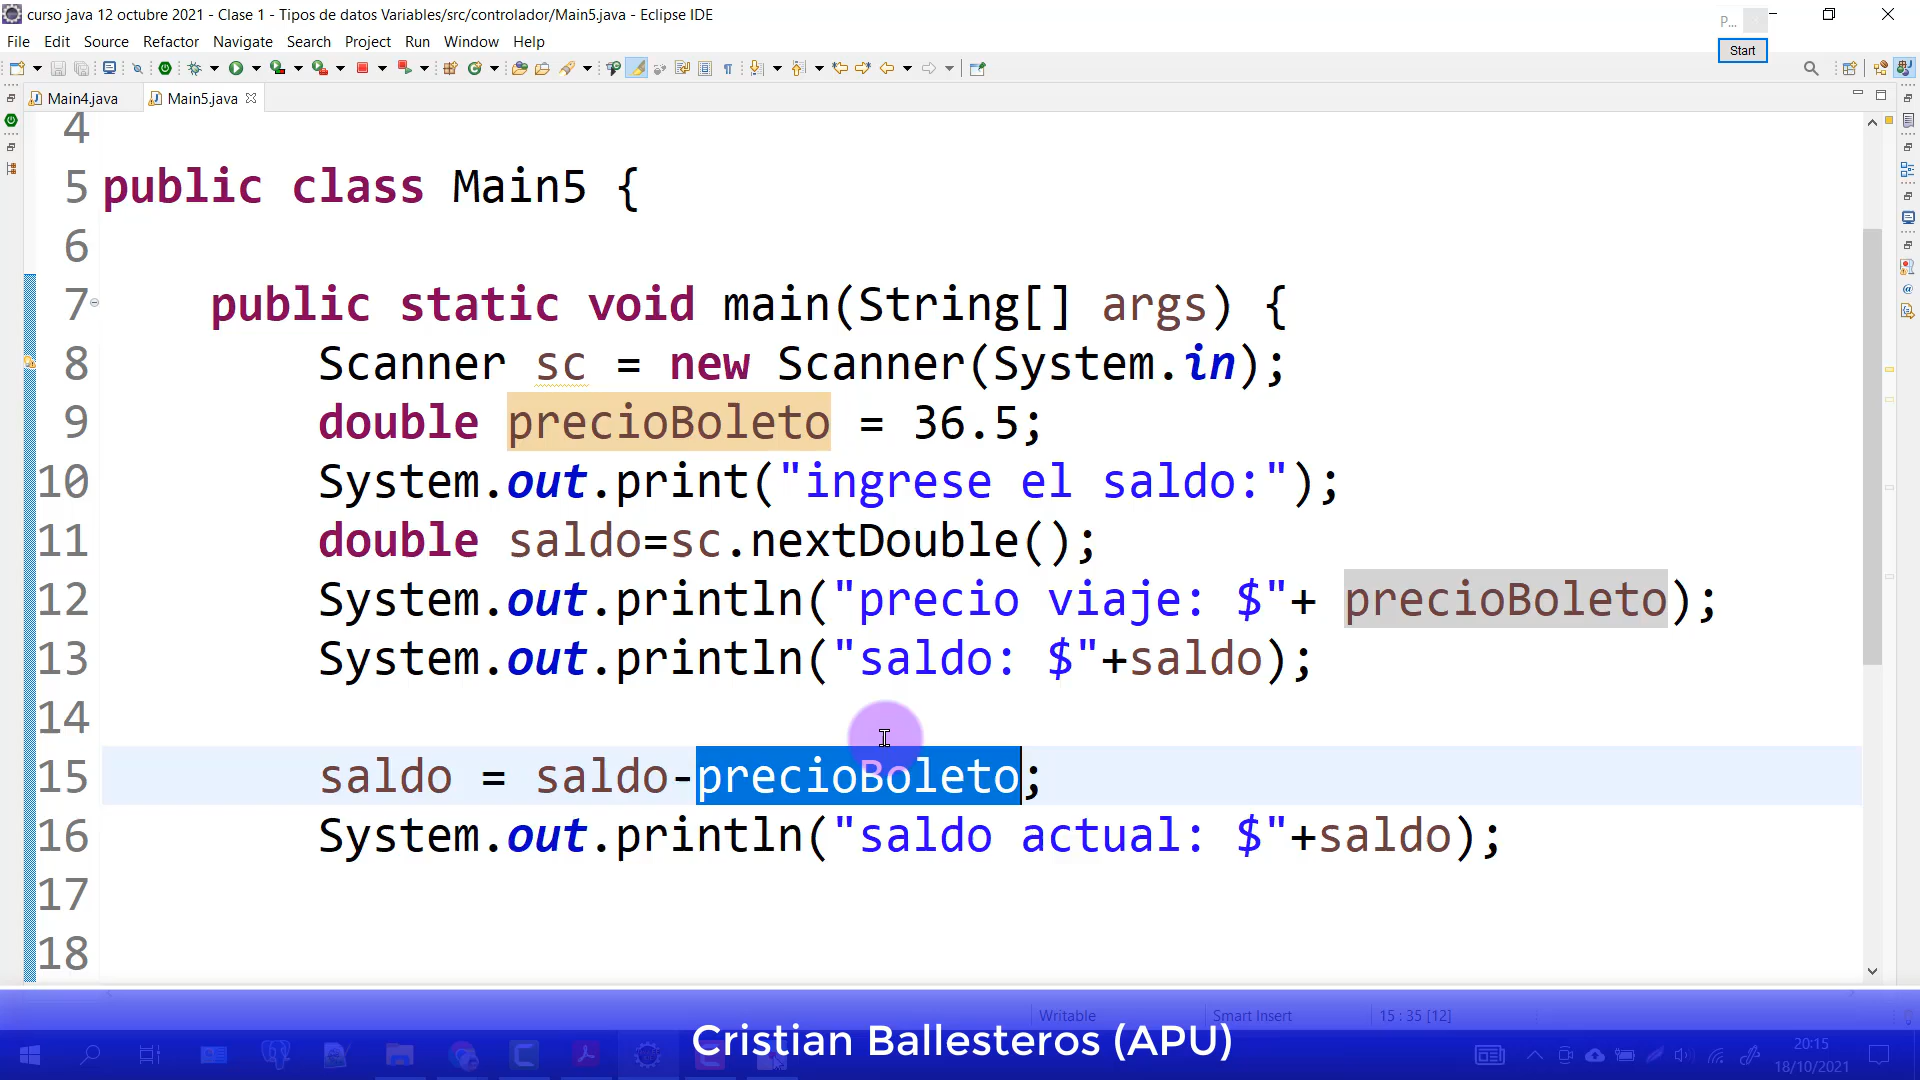 curso java 12 octubre 2021 - Clase 1 - Tipos de datos Variables/src/controlador/Main5.java - Eclipse IDE
P...
File Edit Source Refactor Navigate Search Project Run Window Help
Start
Main4.java Main5.java
4
5 public class Main5 {
6
7 public static void main(String[] args) {
8 Scanner sc = new Scanner(System.in);
9 double precioBoleto = 36.5;
10 System.out.print("ingrese el saldo:");
11 double saldo=sc.nextDouble();
12 System.out.println("precio viaje: $"+ precioBoleto);
13 System.out.println("saldo: $"+saldo);
14
15 saldo = saldo-precioBoleto;
16 System.out.println("saldo actual: $"+saldo);
17
18
Writable Smart Insert 15 : 35 [12]
Cristian Ballesteros (APU)
20:15
18/10/2021